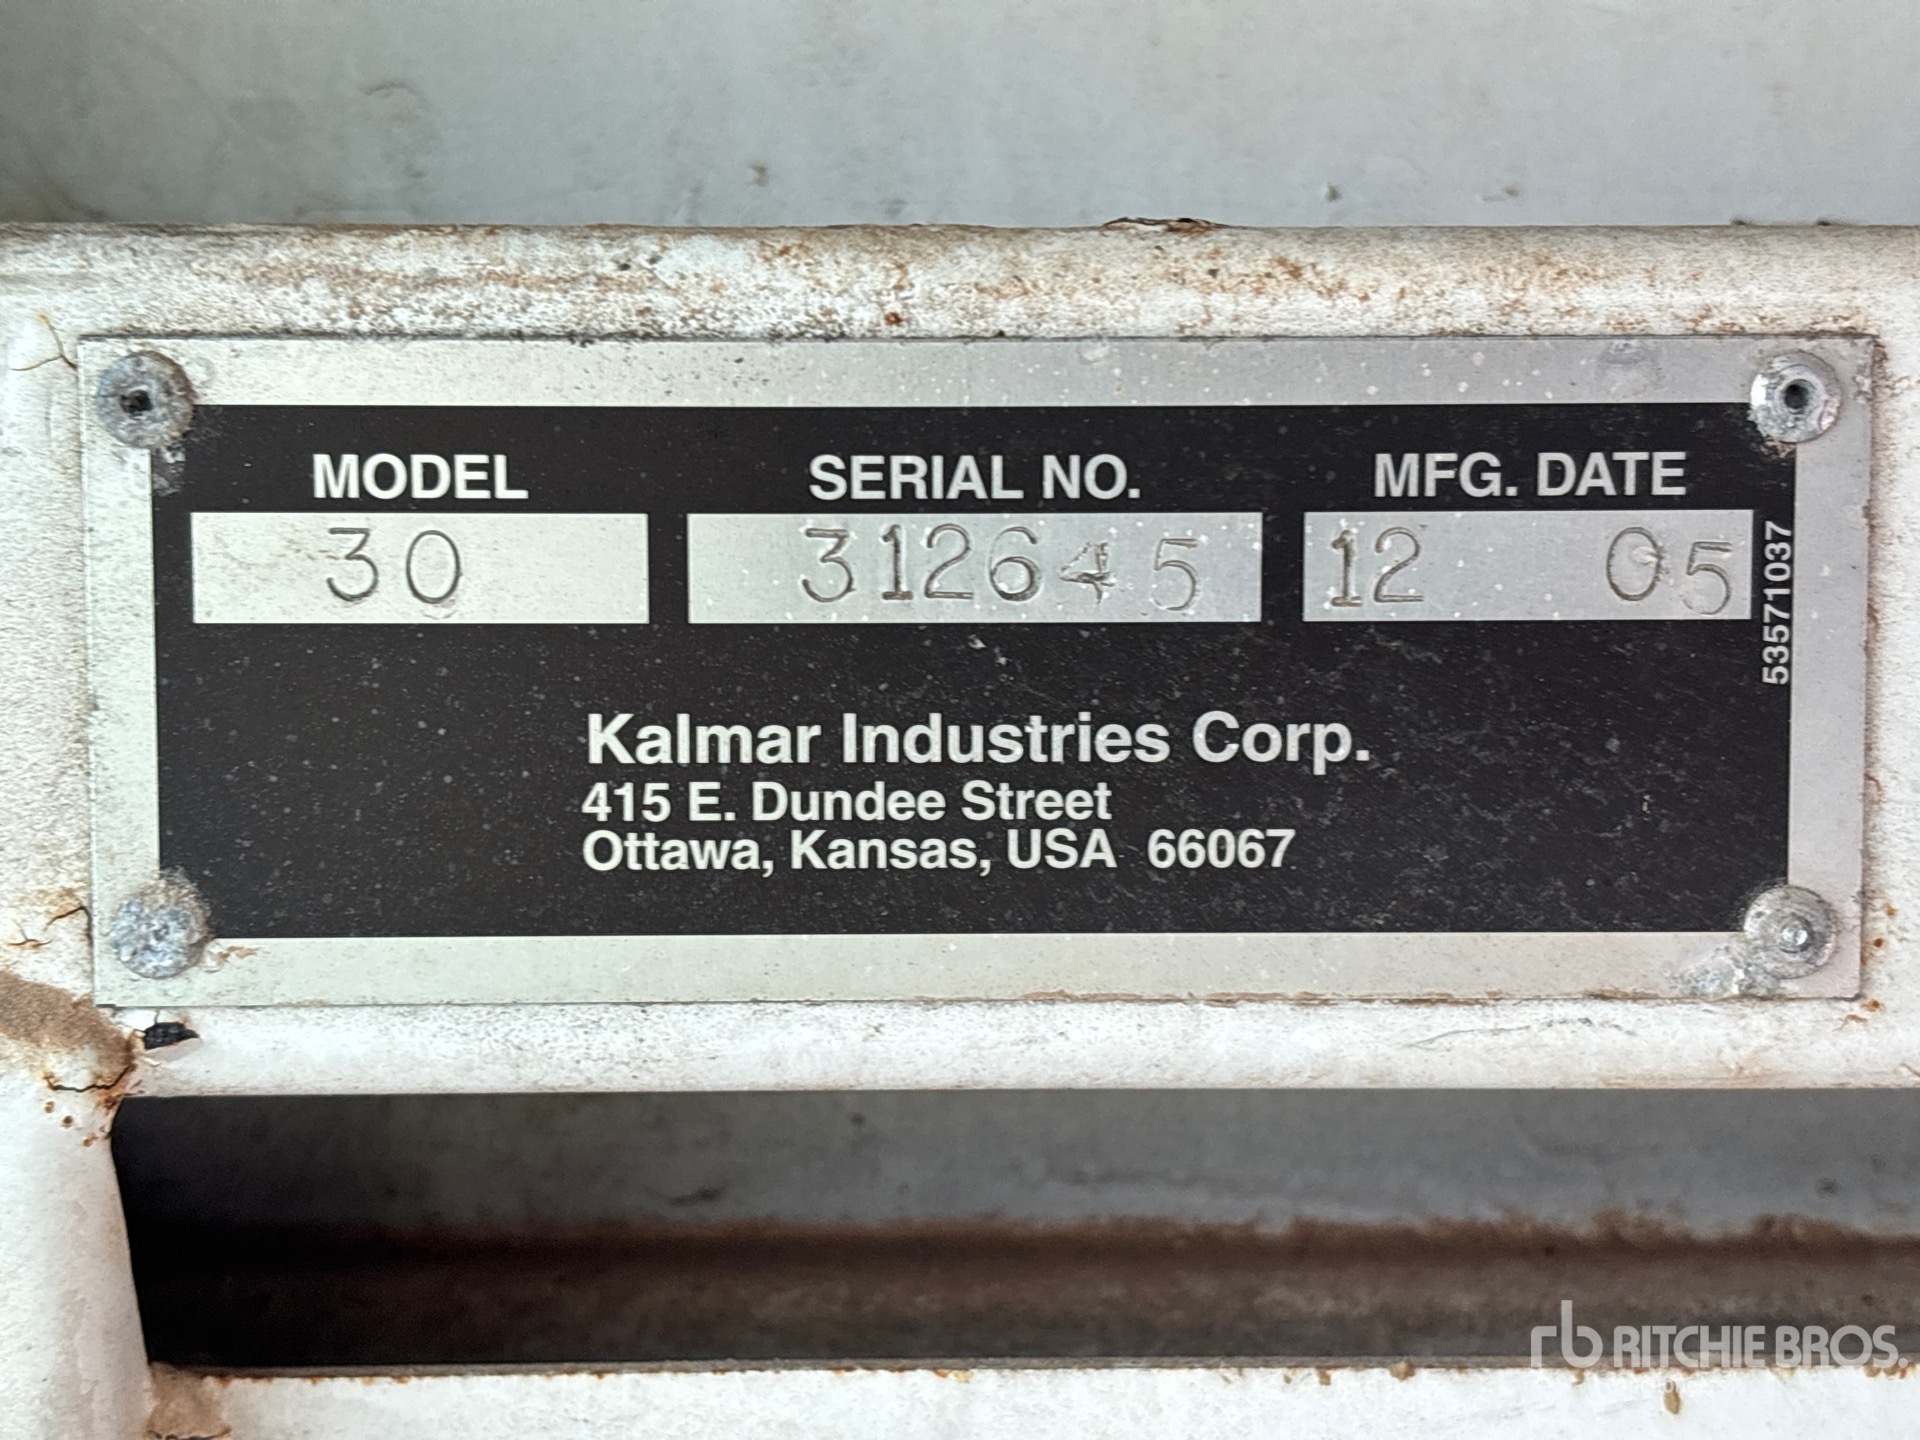 MODEL SERIAL NO. MFG. DATE
30 312645 12 05
53571037
Kalmar Industries Corp.
415 E. Dundee Street
Ottawa, Kansas, USA 66067
rb RITCHIE BROS.